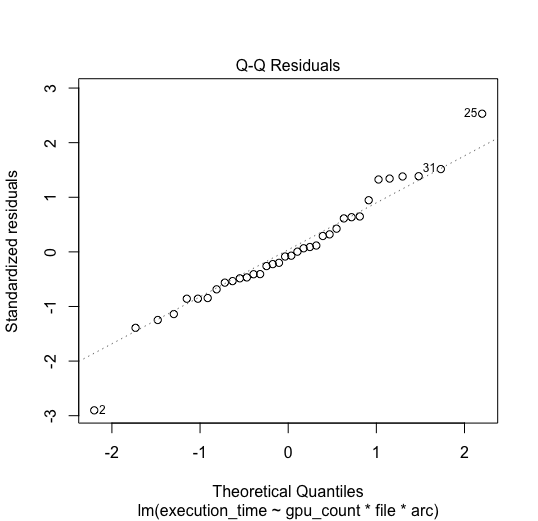 Q-Q Residuals
Standardized residuals
3
2
1
0
-1
-2
-3
25
31
2
-2 -1 0 1 2
Theoretical Quantiles
lm(execution_time ~ gpu_count * file * arc)